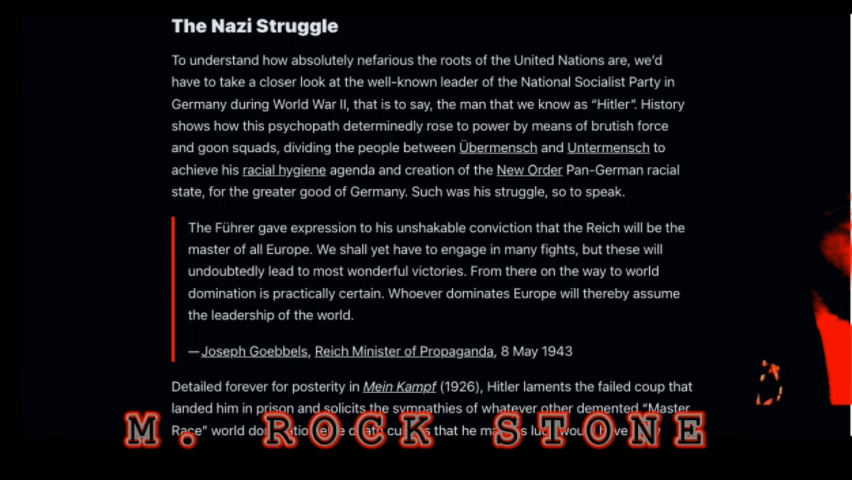 The Nazi Struggle
To understand how absolutely nefarious the roots of the United Nations are, we'd
have to take a closer look at the well-known leader of the National Socialist Party in
Germany during World War II, that is to say, the man that we know as "Hitler". History
shows how this psychopath determinedly rose to power by means of brutish force
and goon squads, dividing the people between Übermensch and Untermensch to
achieve his racial hygiene agenda and creation of the New Order Pan-German racial
state, for the greater good of Germany. Such was his struggle, so to speak.
The Führer gave expression to his unshakable conviction that the Reich will be the
master of all Europe. We shall yet have to engage in many fights, but these will
undoubtedly lead to most wonderful victories. From there on the way to world
domination is practically certain. Whoever dominates Europe will thereby assume
the leadership of the world.
— Joseph Goebbels, Reich Minister of Propaganda, 8 May 1943
Detailed forever for posterity in Mein Kampf (1926), Hitler laments the failed coup that
landed him in prison and solicits the sympathies of whatever other demented "Master
Race" world that he
M. ROCK STONE